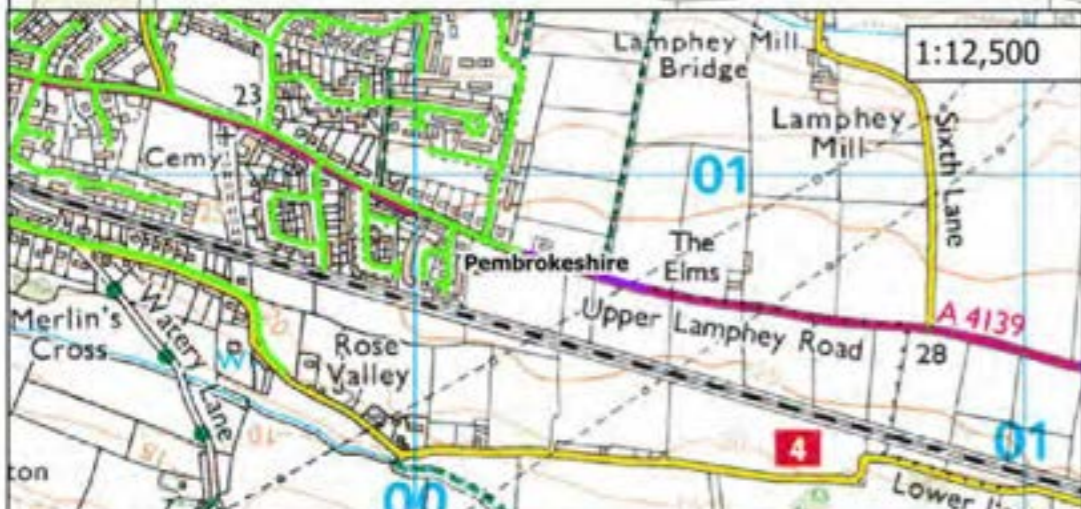 Lamphey Mill
Bridge
1:12,500
23
Lamphey
Mill
Cemy
01
Sixth Lane
The
Elms
Pembrokeshire
Upper Lamphey Road
A 4139
28
Merlin's
Cross
Watery Lane
W
Rose
Valley
01
4
ton
00
Lower